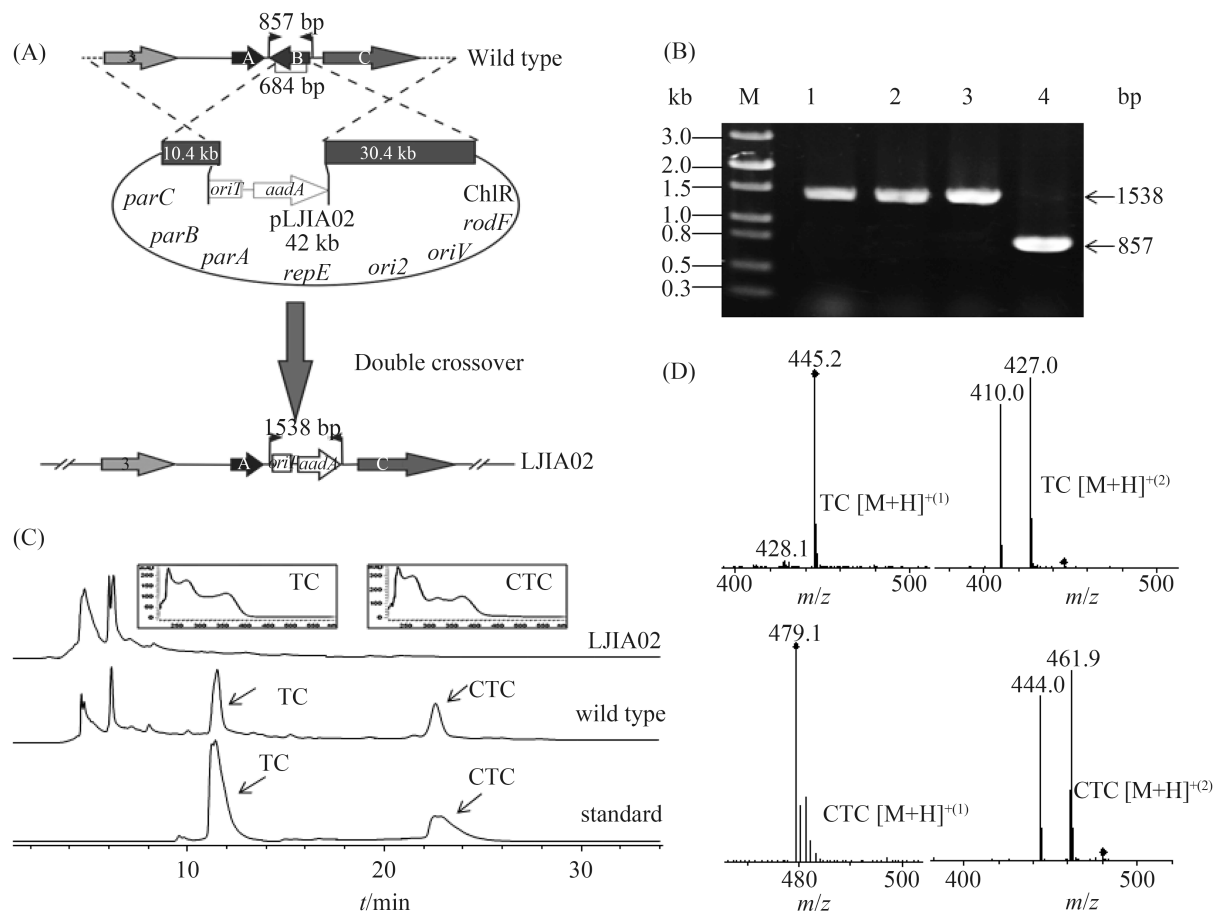 (A)
857 bp
3
A
B
C
Wild type
684 bp
10.4 kb
30.4 kb
oriT
aadA
ChlR
parC
pLJIA02
rodF
42 kb
parB
oriV
parA
ori2
repE
Double crossover
1538 bp
3
A
oriT
aadA
C
LJIA02
(B)
kb M 1 2 3 4 bp
3.0
2.0
1.5
1538
1.0
0.8
857
0.5
0.3
(C)
TC
CTC
LJIA02
TC
CTC
wild type
TC
CTC
standard
10 20 30
t/min
(D)
445.2
427.0
410.0
TC [M+H]+(1)
TC [M+H]+(2)
428.1
400 500
400 500
m/z
m/z
479.1
461.9
444.0
CTC [M+H]+(1)
CTC [M+H]+(2)
480 500
400 500
m/z
m/z